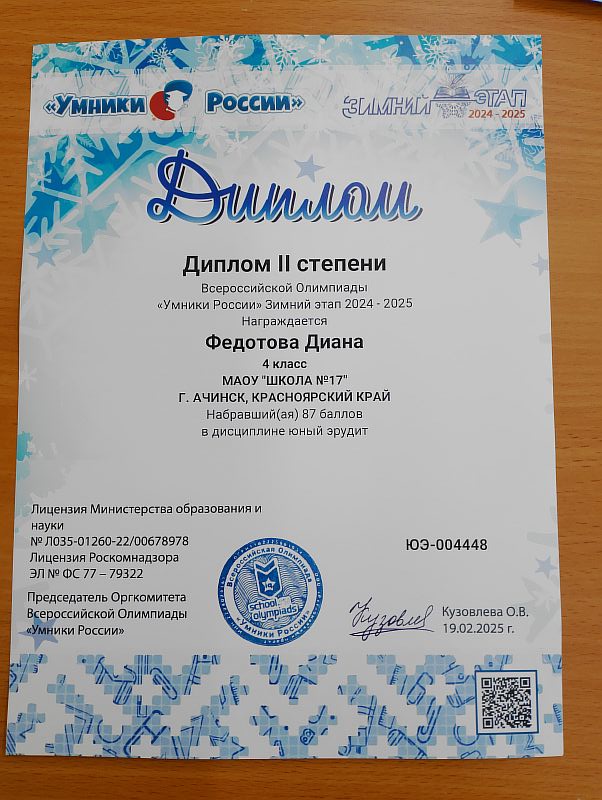 «Умники России»
Зимний этап
2024 - 2025
Диплом
Диплом II степени
Всероссийской Олимпиады
«Умники России» Зимний этап 2024 - 2025
Награждается
Федотова Диана
4 класс
МАОУ "ШКОЛА №17"
Г. АЧИНСК, КРАСНОЯРСКИЙ КРАЙ
Набравший(ая) 87 баллов
в дисциплине юный эрудит
Лицензия Министерства образования и
науки
№ Л035-01260-22/00678978
Лицензия Роскомнадзора
ЭЛ № ФС 77 – 79322
ЮЭ-004448
Председатель Оргкомитета
Всероссийской Олимпиады
«Умники России»
Всероссийская Олимпиада
school
olympiads
«Умники России»
Кузовлева О.В.
19.02.2025 г.